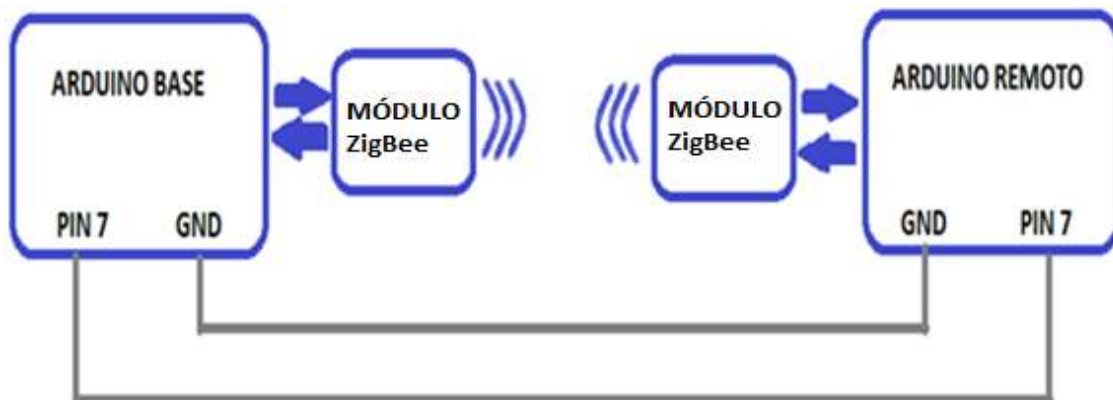 ARDUINO BASE
MÓDULO
ZigBee
PIN 7
GND
MÓDULO
ZigBee
ARDUINO REMOTO
GND
PIN 7